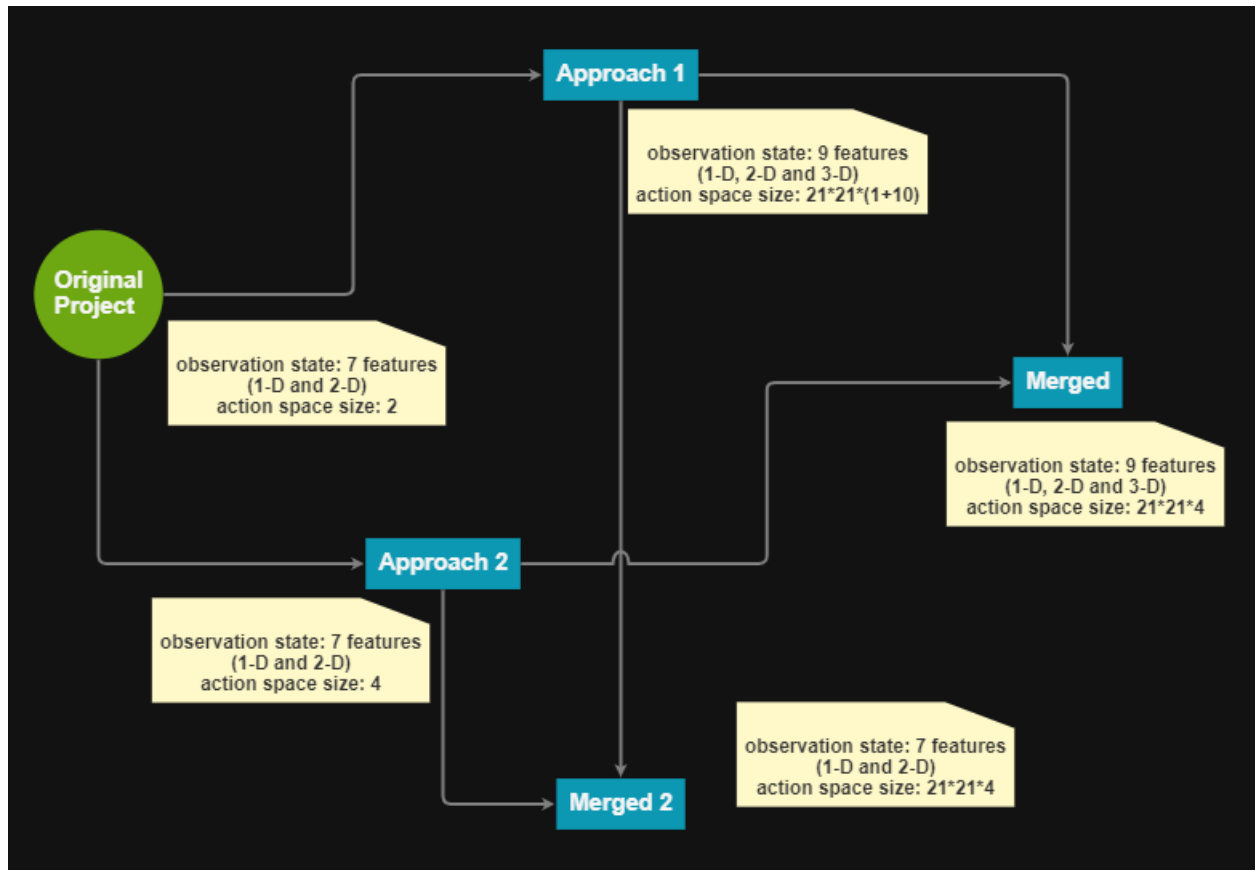 Approach 1
observation state: 9 features
(1-D, 2-D and 3-D)
action space size: 21*21*(1+10)
Original
Project
observation state: 7 features
(1-D and 2-D)
action space size: 2
Merged
observation state: 9 features
(1-D, 2-D and 3-D)
action space size: 21*21*4
Approach 2
observation state: 7 features
(1-D and 2-D)
action space size: 4
observation state: 7 features
(1-D and 2-D)
action space size: 21*21*4
Merged 2